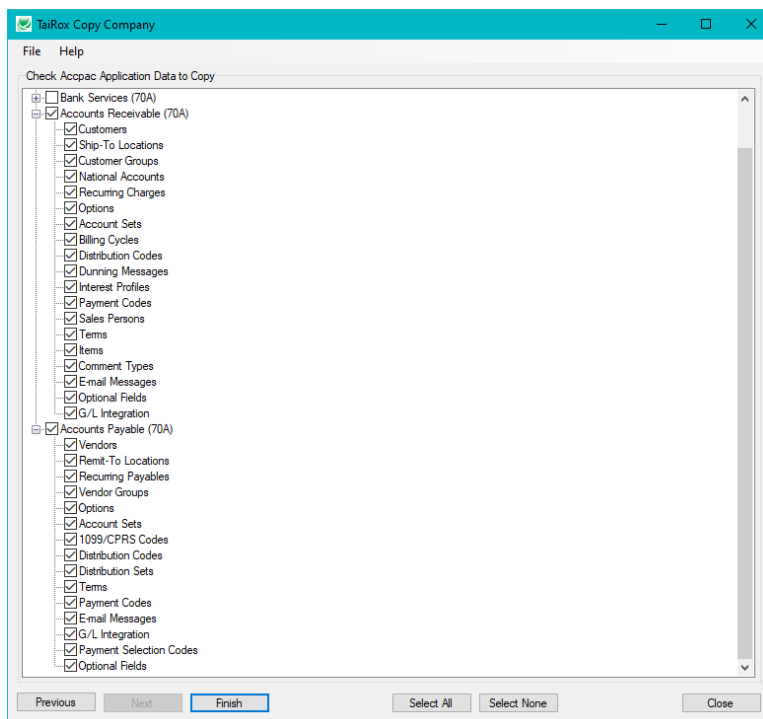 TaiRox Copy Company
File Help
Check Accpac Application Data to Copy
Bank Services (70A)
Accounts Receivable (70A)
Customers
Ship-To Locations
Customer Groups
National Accounts
Recurring Charges
Options
Account Sets
Billing Cycles
Distribution Codes
Dunning Messages
Interest Profiles
Payment Codes
Sales Persons
Terms
Items
Comment Types
E-mail Messages
Optional Fields
G/L Integration
Accounts Payable (70A)
Vendors
Remit-To Locations
Recurring Payables
Vendor Groups
Options
Account Sets
1099/CPRS Codes
Distribution Codes
Distribution Sets
Terms
Payment Codes
E-mail Messages
G/L Integration
Payment Selection Codes
Optional Fields
Previous Next Finish Select All Select None Close